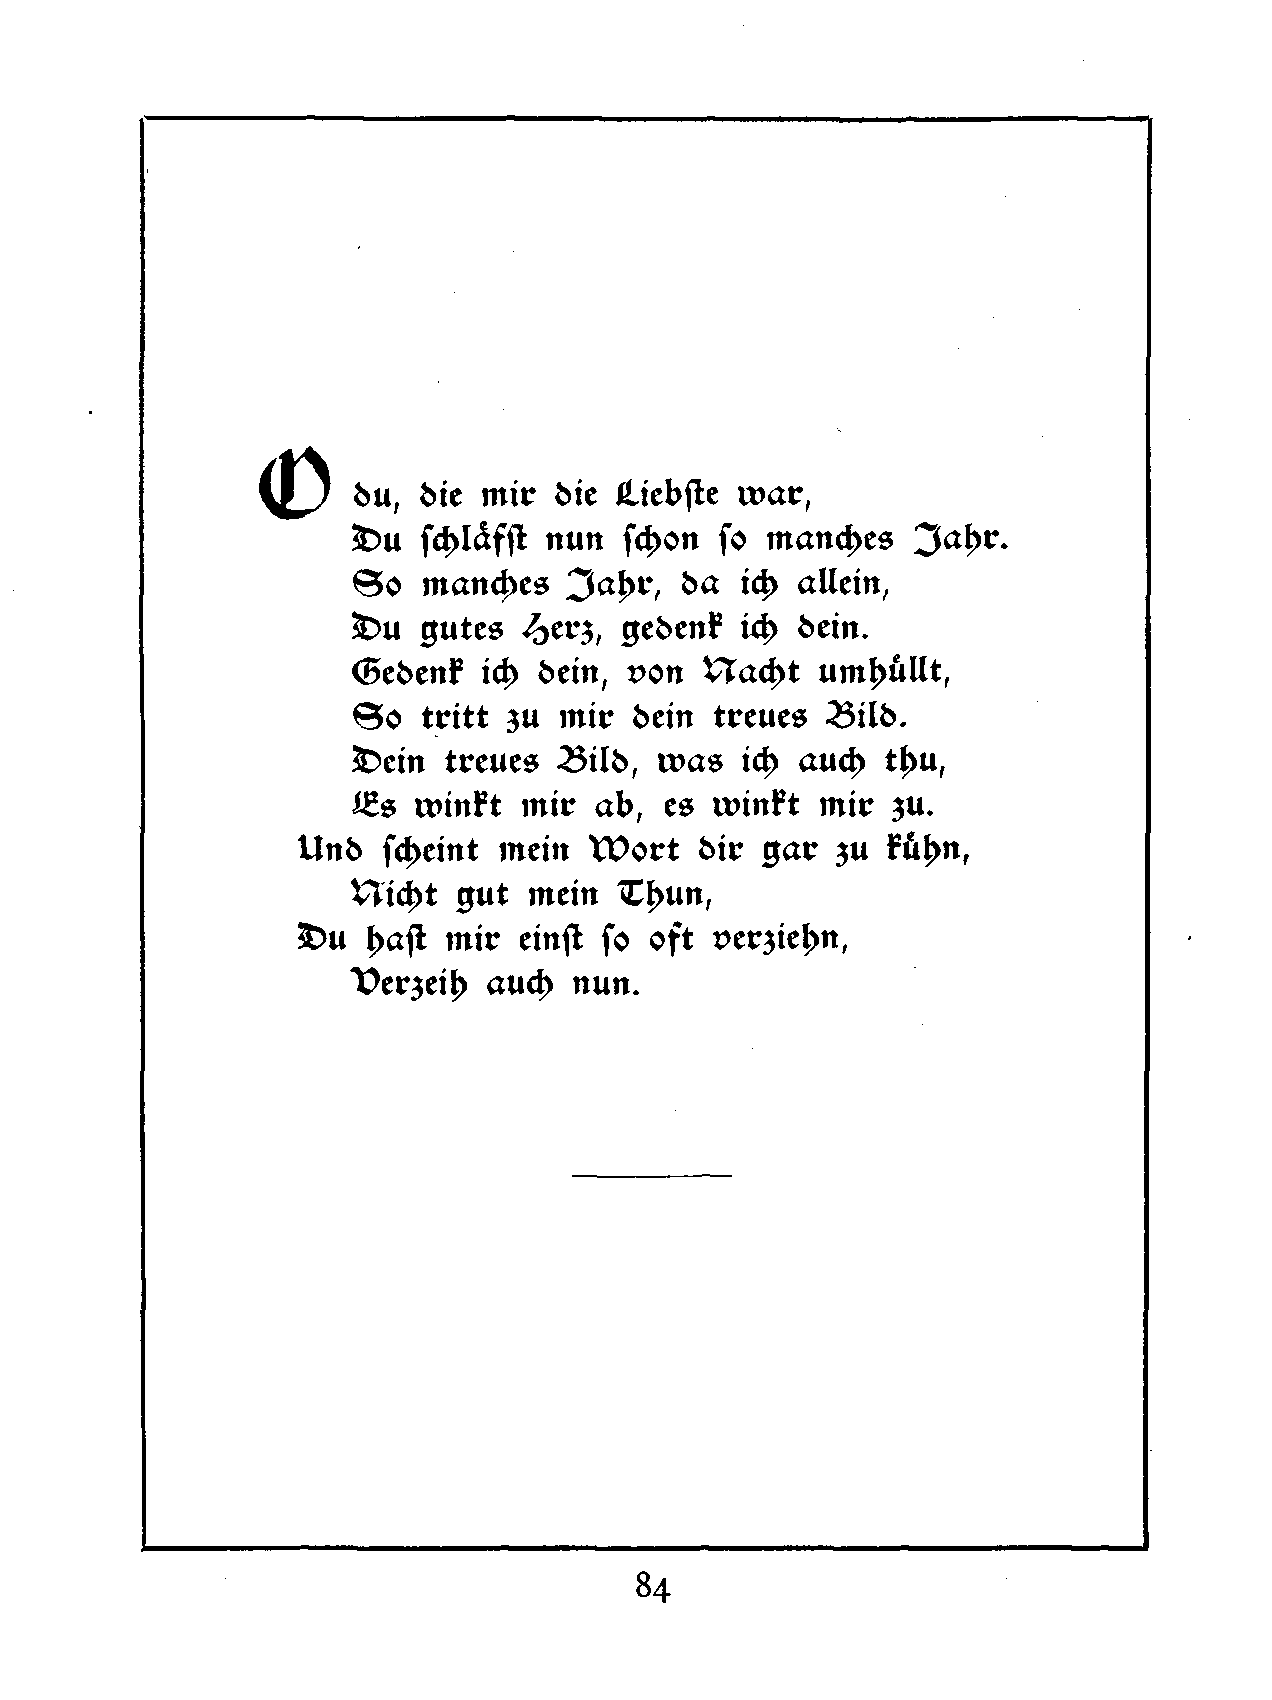 O du, die mir die Liebste war,
Du schläfst nun schon so manches Jahr.
So manches Jahr, da ich allein,
Du gutes Herz, gedenk ich dein.
Gedenk ich dein, von Nacht umhüllt,
So tritt zu mir dein treues Bild.
Dein treues Bild, was ich auch thu,
Es winkt mir ab, es winkt mir zu.
Und scheint mein Wort dir gar zu kühn,
Nicht gut mein Thun,
Du hast mir einst so oft verziehn,
Verzeih auch nun.
84